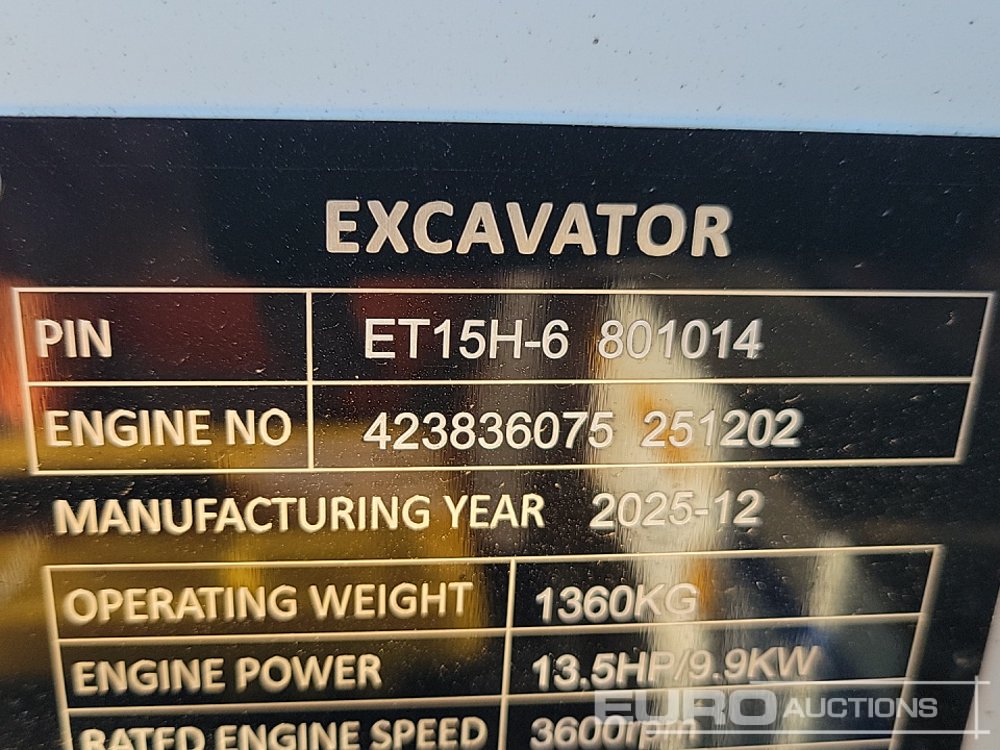 EXCAVATOR
PIN ET15H-6 801014
ENGINE NO 423836075 251202
MANUFACTURING YEAR 2025-12
OPERATING WEIGHT 1360KG
ENGINE POWER 13.5HP/9.9KW
RATED ENGINE SPEED 3600rpm
EURO AUCTIONS